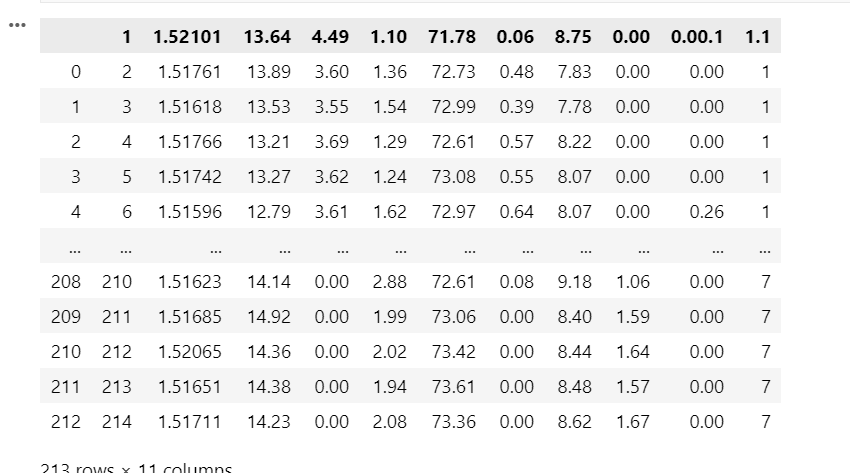 1 1.52101 13.64 4.49 1.10 71.78 0.06 8.75 0.00 0.00.1 1.1
0 2 1.51761 13.89 3.60 1.36 72.73 0.48 7.83 0.00 0.00 1
1 3 1.51618 13.53 3.55 1.54 72.99 0.39 7.78 0.00 0.00 1
2 4 1.51766 13.21 3.69 1.29 72.61 0.57 8.22 0.00 0.00 1
3 5 1.51742 13.27 3.62 1.24 73.08 0.55 8.07 0.00 0.00 1
4 6 1.51596 12.79 3.61 1.62 72.97 0.64 8.07 0.00 0.26 1
... ... ... ... ... ... ... ... ... ... ... ...
208 210 1.51623 14.14 0.00 2.88 72.61 0.08 9.18 1.06 0.00 7
209 211 1.51685 14.92 0.00 1.99 73.06 0.00 8.40 1.59 0.00 7
210 212 1.52065 14.36 0.00 2.02 73.42 0.00 8.44 1.64 0.00 7
211 213 1.51651 14.38 0.00 1.94 73.61 0.00 8.48 1.57 0.00 7
212 214 1.51711 14.23 0.00 2.08 73.36 0.00 8.62 1.67 0.00 7
213 rows × 11 columns